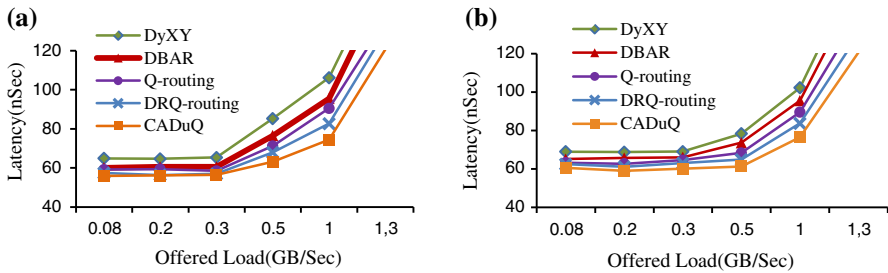 (a)
DyXY
DBAR
Q-routing
DRQ-routing
CADuQ
120
100
80
60
40
Latency(nSec)
0.08 0.2 0.3 0.5 1 1,3
Offered Load(GB/Sec)
(b)
DyXY
DBAR
Q-routing
DRQ-routing
CADuQ
120
100
80
60
40
Latency(nSec)
0.08 0.2 0.3 0.5 1 1,3
Offered Load(GB/Sec)